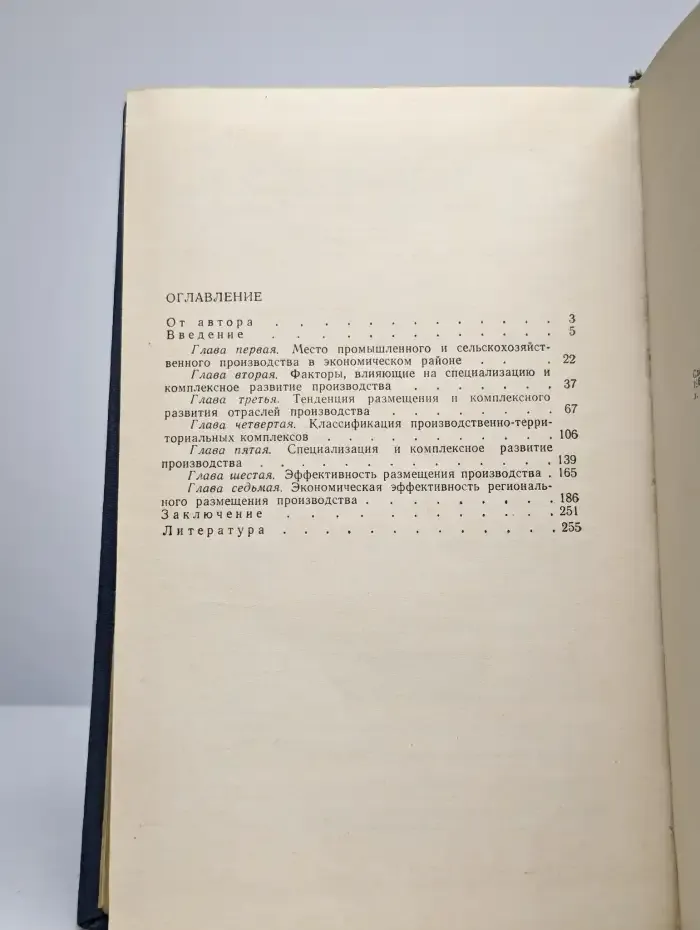 ОГЛАВЛЕНИЕ
От автора . . . . . . . . . . . . 3
Введение . . . . . . . . . . . 5
Глава первая. Место промышленного и сельскохозяйст-
венного производства в экономическом районе . . . 22
Глава вторая. Факторы, влияющие на специализацию и
комплексное развитие производства . . . . . . . 37
Глава третья. Тенденция размещения и комплексного
развития отраслей производства . . . . . . . 67
Глава четвертая. Классификация производственно-терри-
ториальных комплексов . . . . . . . . . . 106
Глава пятая. Специализация и комплексное развитие
производства . . . . . . . . . . . . 139
Глава шестая. Эффективность размещения производства . 165
Глава седьмая. Экономическая эффективность региональ-
ного размещения производства . . . . . . . . 186
Заключение . . . . . . . . . . . 251
Литература . . . . . . . . . . . . 255